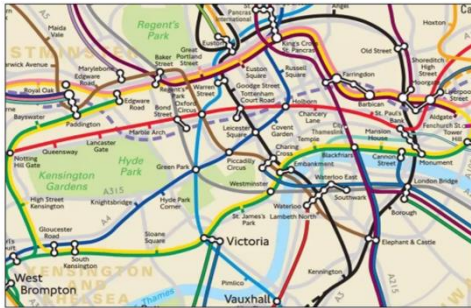 Maida
Vale
Warwick Avenue
Royal Oak
Paddington
Bayswater
Notting
Hill Gate
Queensway
Lancaster
Gate
High Street
Kensington
Gloucester
Road
South
Kensington
West
Brompton
Marylebone
Edgware
Road
Edgware
Road
Baker
Street
Regent's
Park
Great
Portland
Street
Regent's
Park
Marble Arch
Bond
Street
Oxford
Circus
Hyde
Park
Kensington
Gardens
A315
Knightsbridge
A4
Hyde Park
Corner
Sloane
Square
Green Park
Victoria
Pimlico
Thames
Vauxhall
St. James's
Park
Westminster
Piccadilly
Circus
Leicester
Square
Covent
Garden
Charing
Cross
Embankment
Warren
Street
Goodge Street
Tottenham
Court Road
Euston
Euston
Square
Russell
Square
St.
Pancras
International
King's Cross
St. Pancras
Angel
Farringdon
Holborn
Chancery
Lane
City
Thameslink
Temple
Blackfriars
Barbican
St. Paul's
Bank
Mansion
House
Cannon
Street
Monument
Old Street
Hoxton
Shoreditch
High
Street
Moorgate
Liverpool
Street
Aldgate
Fenchurch
London Bridge
Waterloo East
Waterloo
Lambeth North
Southwark
Borough
Elephant & Castle
Kennington
A3
A215